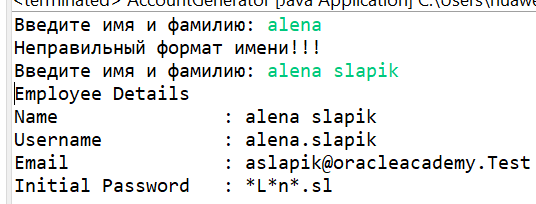 <terminated> AccountGenerator [Java Application] C:\Users\huawe
Введите имя и фамилию: alena
Неправильный формат имени!!!
Введите имя и фамилию: alena slapik
Employee Details
Name : alena slapik
Username : alena.slapik
Email : aslapik@oracleacademy.Test
Initial Password : *L*n*.sl